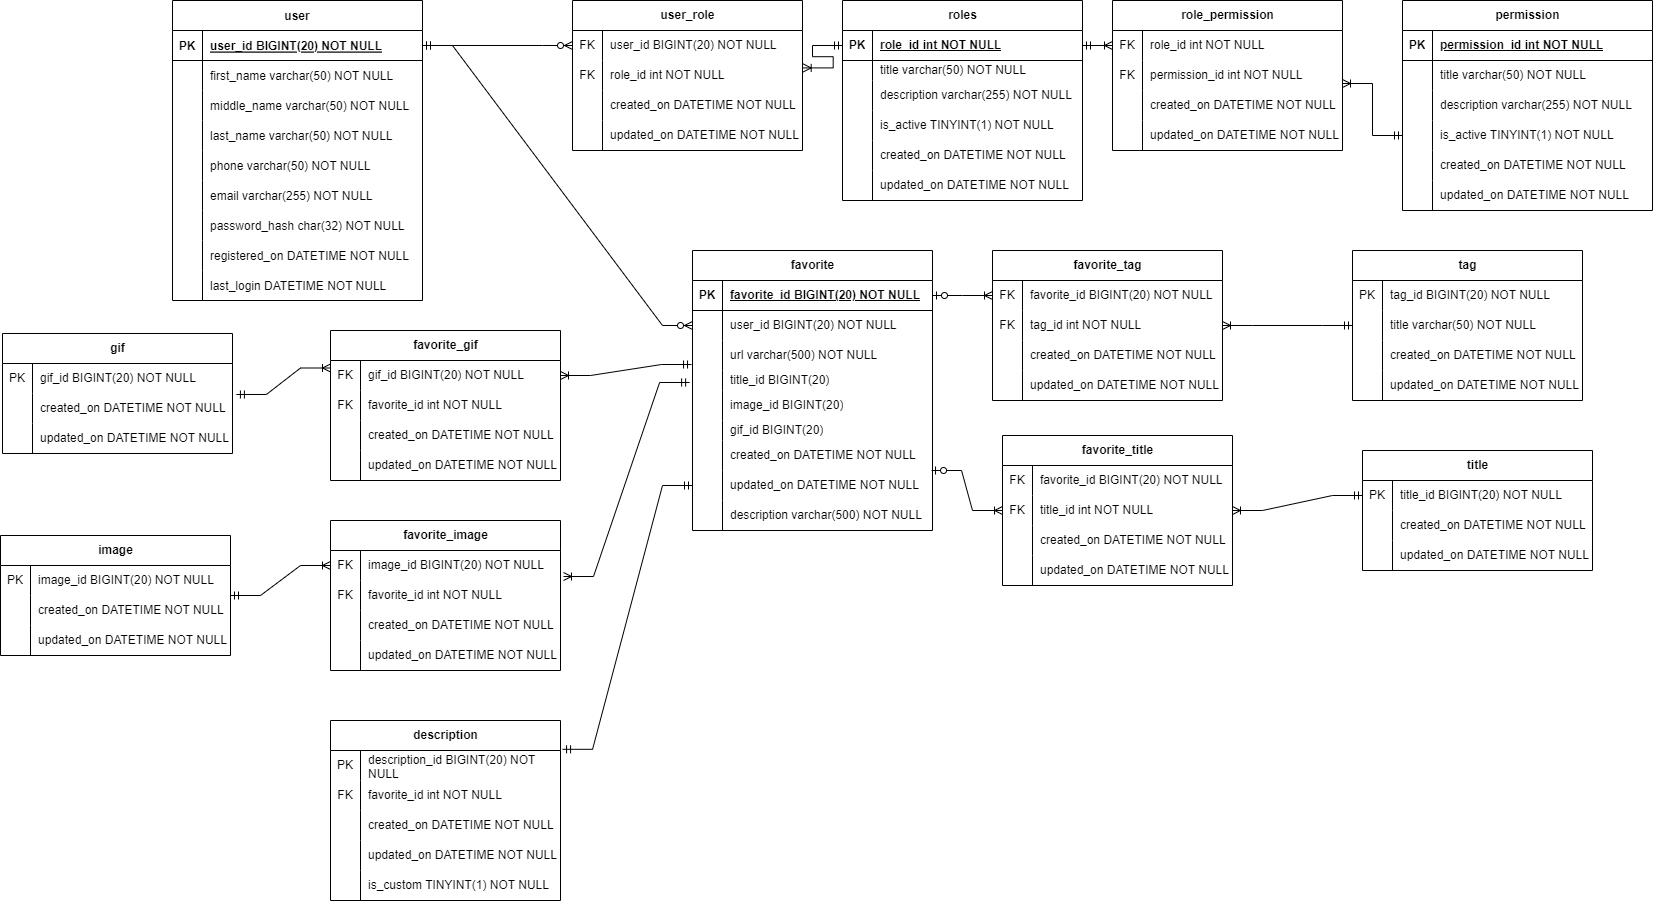 user
PK user_id BIGINT(20) NOT NULL
first_name varchar(50) NOT NULL
middle_name varchar(50) NOT NULL
last_name varchar(50) NOT NULL
phone varchar(50) NOT NULL
email varchar(255) NOT NULL
password_hash char(32) NOT NULL
registered_on DATETIME NOT NULL
last_login DATETIME NOT NULL
user_role
FK user_id BIGINT(20) NOT NULL
FK role_id int NOT NULL
created_on DATETIME NOT NULL
updated_on DATETIME NOT NULL
roles
PK role_id int NOT NULL
title varchar(50) NOT NULL
description varchar(255) NOT NULL
is_active TINYINT(1) NOT NULL
created_on DATETIME NOT NULL
updated_on DATETIME NOT NULL
role_permission
FK role_id int NOT NULL
FK permission_id int NOT NULL
created_on DATETIME NOT NULL
updated_on DATETIME NOT NULL
permission
PK permission_id int NOT NULL
title varchar(50) NOT NULL
description varchar(255) NOT NULL
is_active TINYINT(1) NOT NULL
created_on DATETIME NOT NULL
updated_on DATETIME NOT NULL
gif
PK gif_id BIGINT(20) NOT NULL
created_on DATETIME NOT NULL
updated_on DATETIME NOT NULL
favorite_gif
FK gif_id BIGINT(20) NOT NULL
FK favorite_id int NOT NULL
created_on DATETIME NOT NULL
updated_on DATETIME NOT NULL
favorite
PK favorite_id BIGINT(20) NOT NULL
user_id BIGINT(20) NOT NULL
url varchar(500) NOT NULL
title_id BIGINT(20)
image_id BIGINT(20)
gif_id BIGINT(20)
created_on DATETIME NOT NULL
updated_on DATETIME NOT NULL
description varchar(500) NOT NULL
favorite_tag
FK favorite_id BIGINT(20) NOT NULL
FK tag_id int NOT NULL
created_on DATETIME NOT NULL
updated_on DATETIME NOT NULL
tag
PK tag_id BIGINT(20) NOT NULL
title varchar(50) NOT NULL
created_on DATETIME NOT NULL
updated_on DATETIME NOT NULL
image
PK image_id BIGINT(20) NOT NULL
created_on DATETIME NOT NULL
updated_on DATETIME NOT NULL
favorite_image
FK image_id BIGINT(20) NOT NULL
FK favorite_id int NOT NULL
created_on DATETIME NOT NULL
updated_on DATETIME NOT NULL
favorite_title
FK favorite_id BIGINT(20) NOT NULL
FK title_id int NOT NULL
created_on DATETIME NOT NULL
updated_on DATETIME NOT NULL
title
PK title_id BIGINT(20) NOT NULL
created_on DATETIME NOT NULL
updated_on DATETIME NOT NULL
description
PK description_id BIGINT(20) NOT
NULL
FK favorite_id int NOT NULL
created_on DATETIME NOT NULL
updated_on DATETIME NOT NULL
is_custom TINYINT(1) NOT NULL